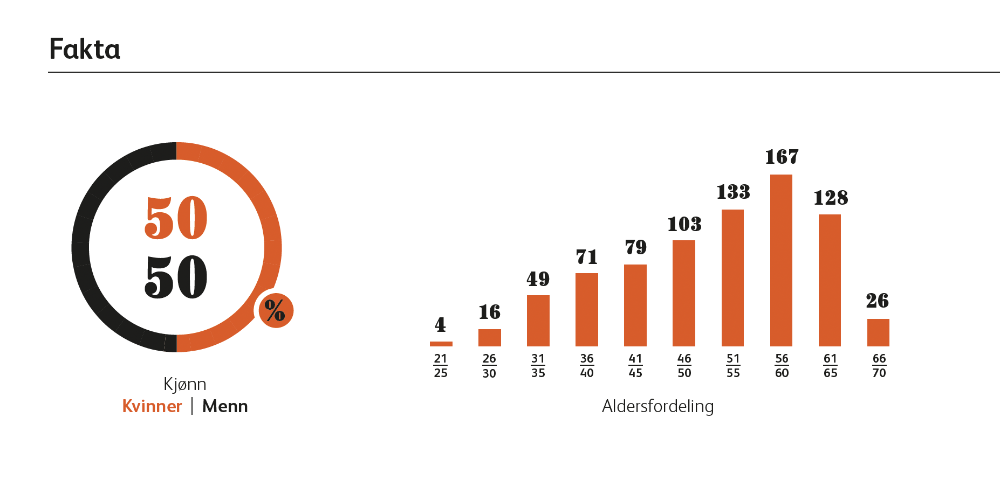 Fakta
50
50
%
Kjønn
Kvinner | Menn
4 16 49 71 79 103 133 167 128 26
21 26 31 36 41 46 51 56 61 66
25 30 35 40 45 50 55 60 65 70
Aldersfordeling